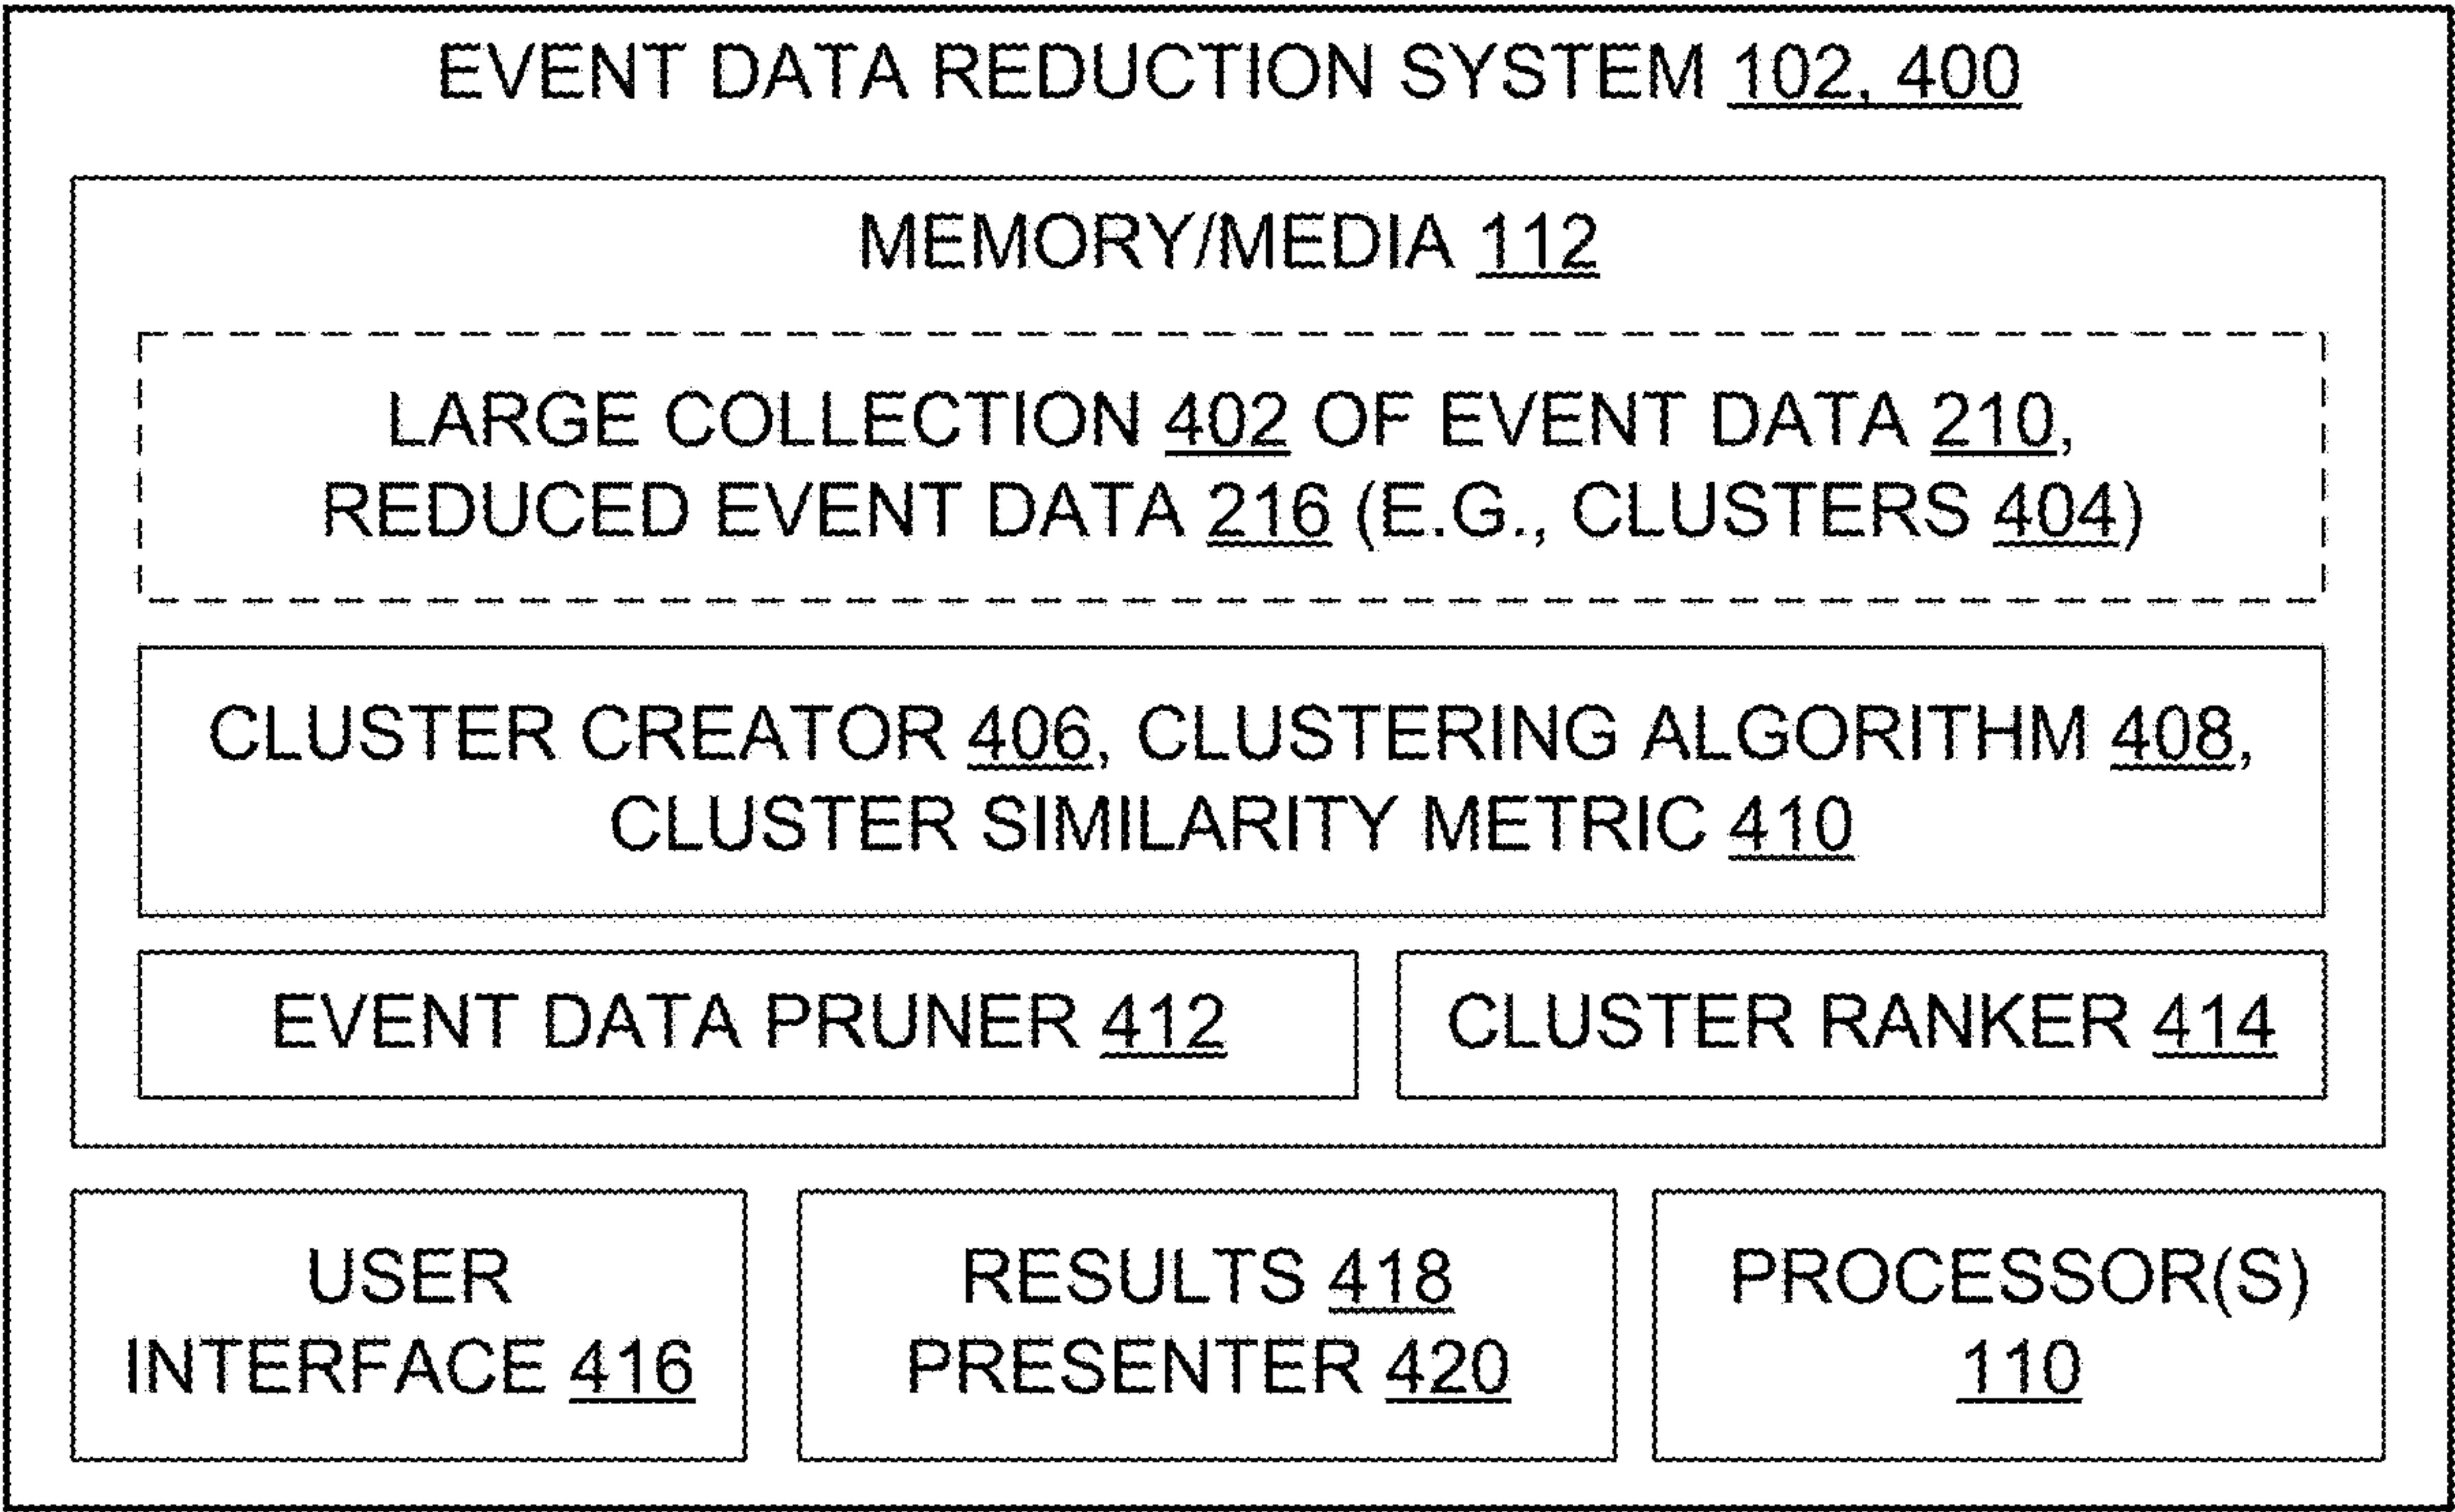 EVENT DATA REDUCTION SYSTEM 102, 400
MEMORY/MEDIA 112
LARGE COLLECTION 402 OF EVENT DATA 210,
REDUCED EVENT DATA 216 (E.G., CLUSTERS 404)
CLUSTER CREATOR 406, CLUSTERING ALGORITHM 408,
CLUSTER SIMILARITY METRIC 410
EVENT DATA PRUNER 412
CLUSTER RANKER 414
USER
INTERFACE 416
RESULTS 418
PRESENTER 420
PROCESSOR(S)
110